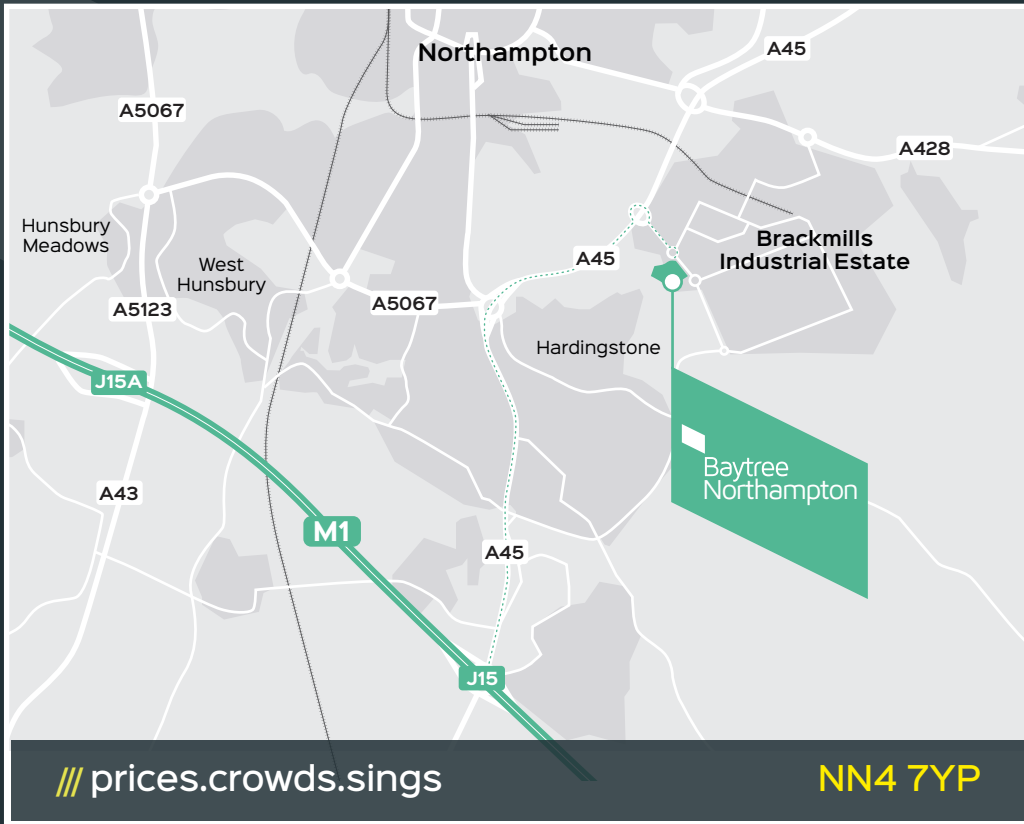 Northampton
A45
A5067
A428
Hunsbury
Meadows
West
Hunsbury
A45
Brackmills
Industrial Estate
A5123
A5067
Hardingstone
J15A
Baytree
Northampton
A43
M1
A45
J15
/// prices.crowds.sings
NN4 7YP